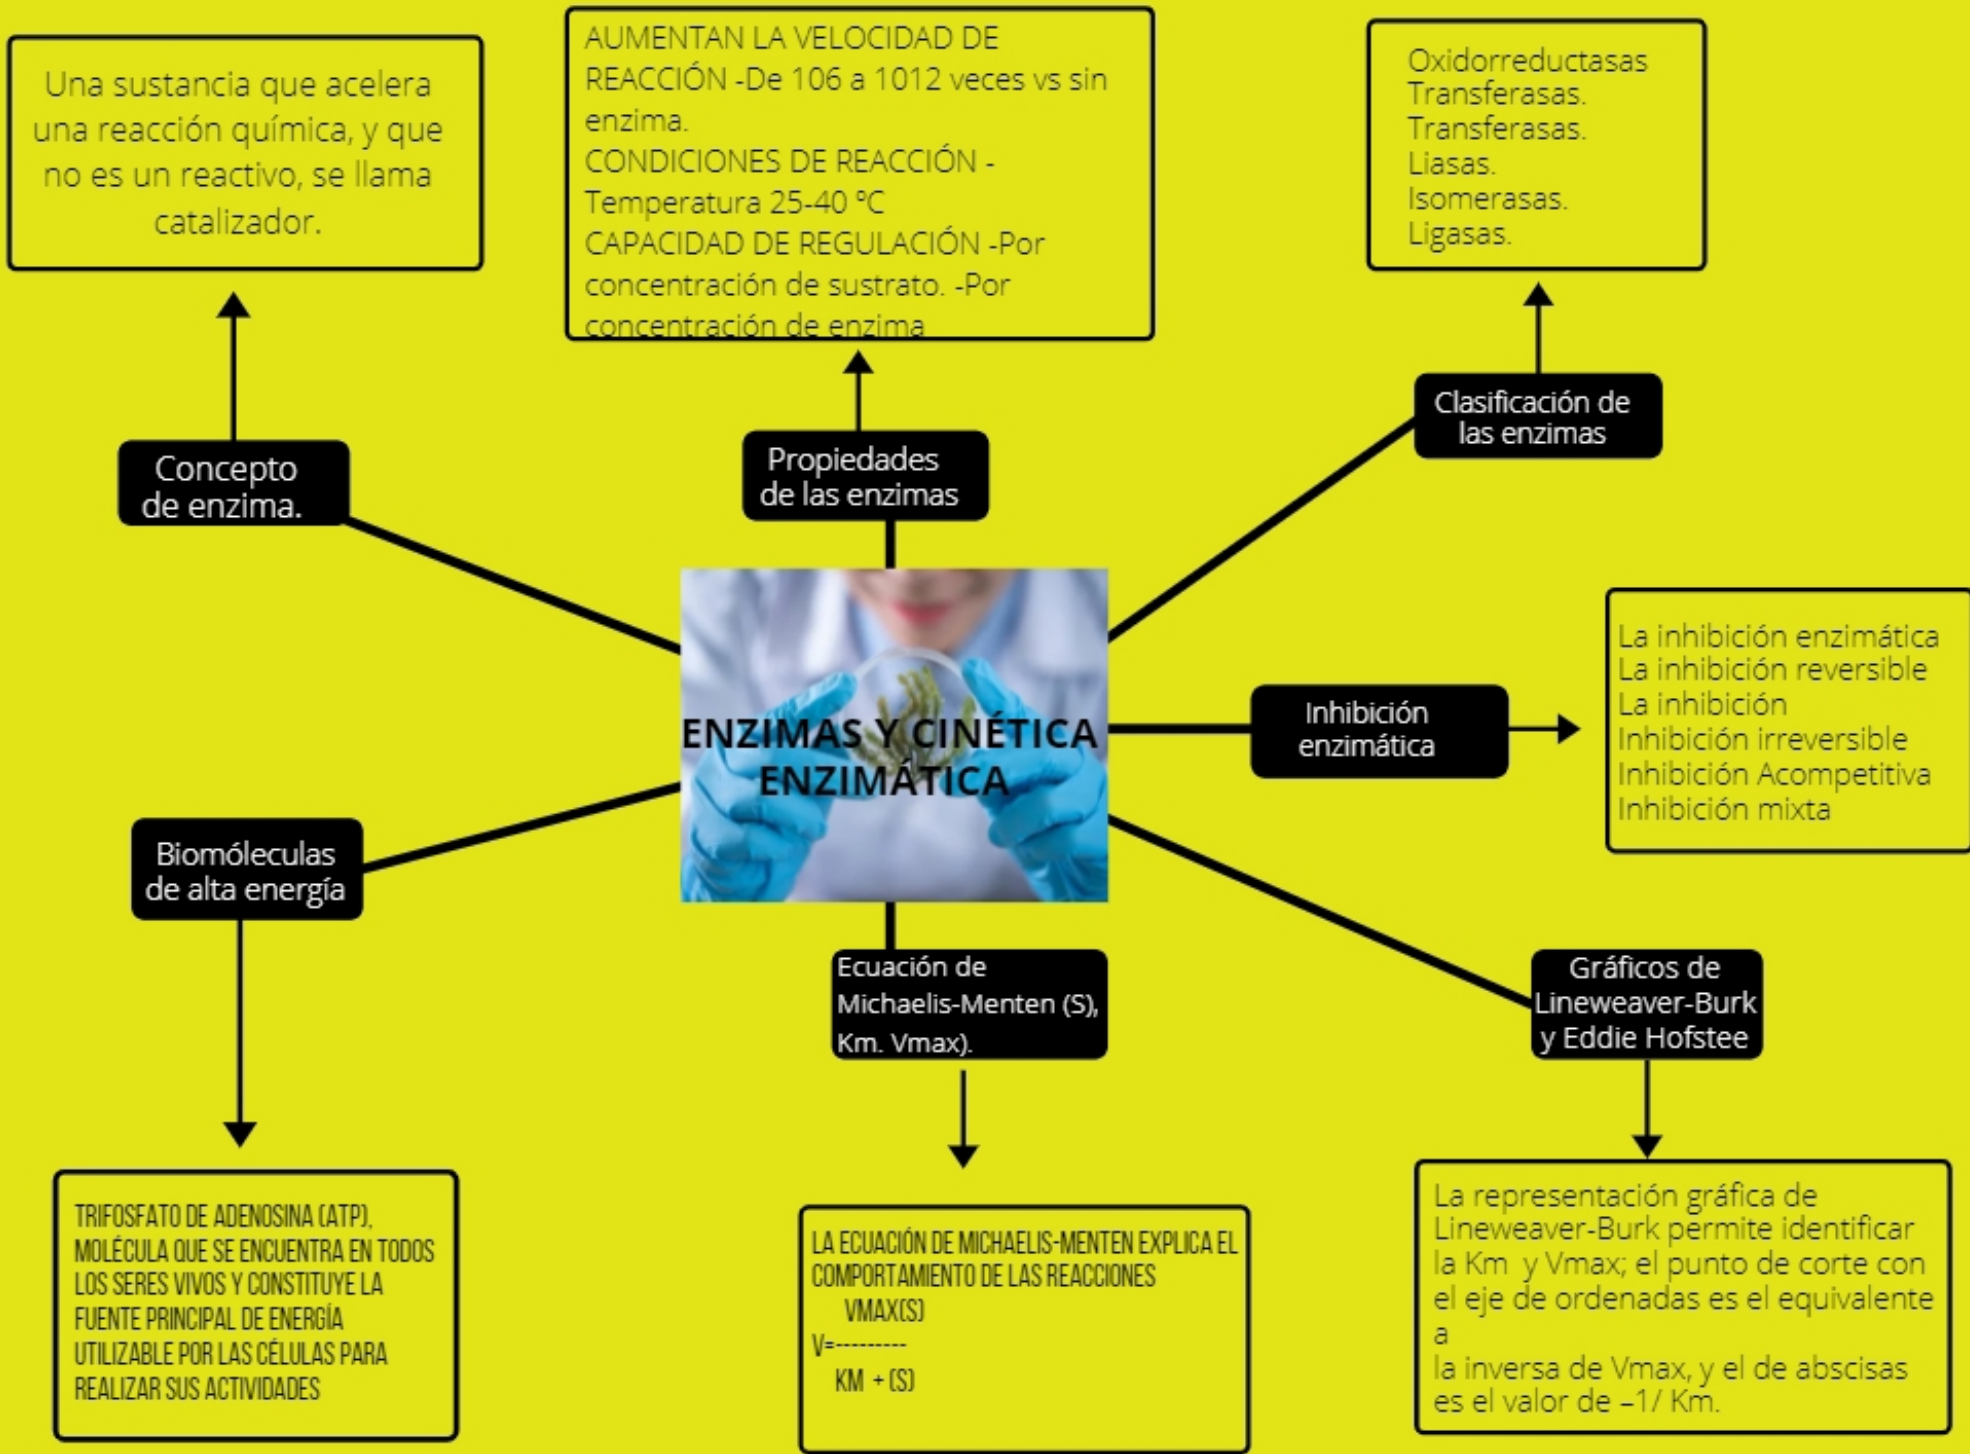 Una sustancia que acelera
una reacción química, y que
no es un reactivo, se llama
catalizador.
AUMENTAN LA VELOCIDAD DE
REACCIÓN -De 106 a 1012 veces vs sin
enzima.
CONDICIONES DE REACCIÓN -
Temperatura 25-40 ºC
CAPACIDAD DE REGULACIÓN -Por
concentración de sustrato. -Por
concentración de enzima
Oxidorreductasas
Transferasas.
Transferasas.
Liasas.
Isomerasas.
Ligasas.
Concepto
de enzima.
Propiedades
de las enzimas
Clasificación de
las enzimas
ENZIMAS Y CINÉTICA
ENZIMÁTICA
Inhibición
enzimática
La inhibición enzimática
La inhibición reversible
La inhibición
Inhibición irreversible
Inhibición Acompetitiva
Inhibición mixta
Biomóleculas
de alta energía
Ecuación de
Michaelis-Menten (S),
Km. Vmax).
Gráficos de
Lineweaver-Burk
y Eddie Hofstee
TRIFOSFATO DE ADENOSINA (ATP),
MOLÉCULA QUE SE ENCUENTRA EN TODOS
LOS SERES VIVOS Y CONSTITUYE LA
FUENTE PRINCIPAL DE ENERGÍA
UTILIZABLE POR LAS CÉLULAS PARA
REALIZAR SUS ACTIVIDADES
LA ECUACIÓN DE MICHAELIS-MENTEN EXPLICA EL
COMPORTAMIENTO DE LAS REACCIONES
VMAX(S)
V=---------
KM + (S)
La representación gráfica de
Lineweaver-Burk permite identificar
la Km y Vmax; el punto de corte con
el eje de ordenadas es el equivalente
a
la inversa de Vmax, y el de abscisas
es el valor de –1/ Km.